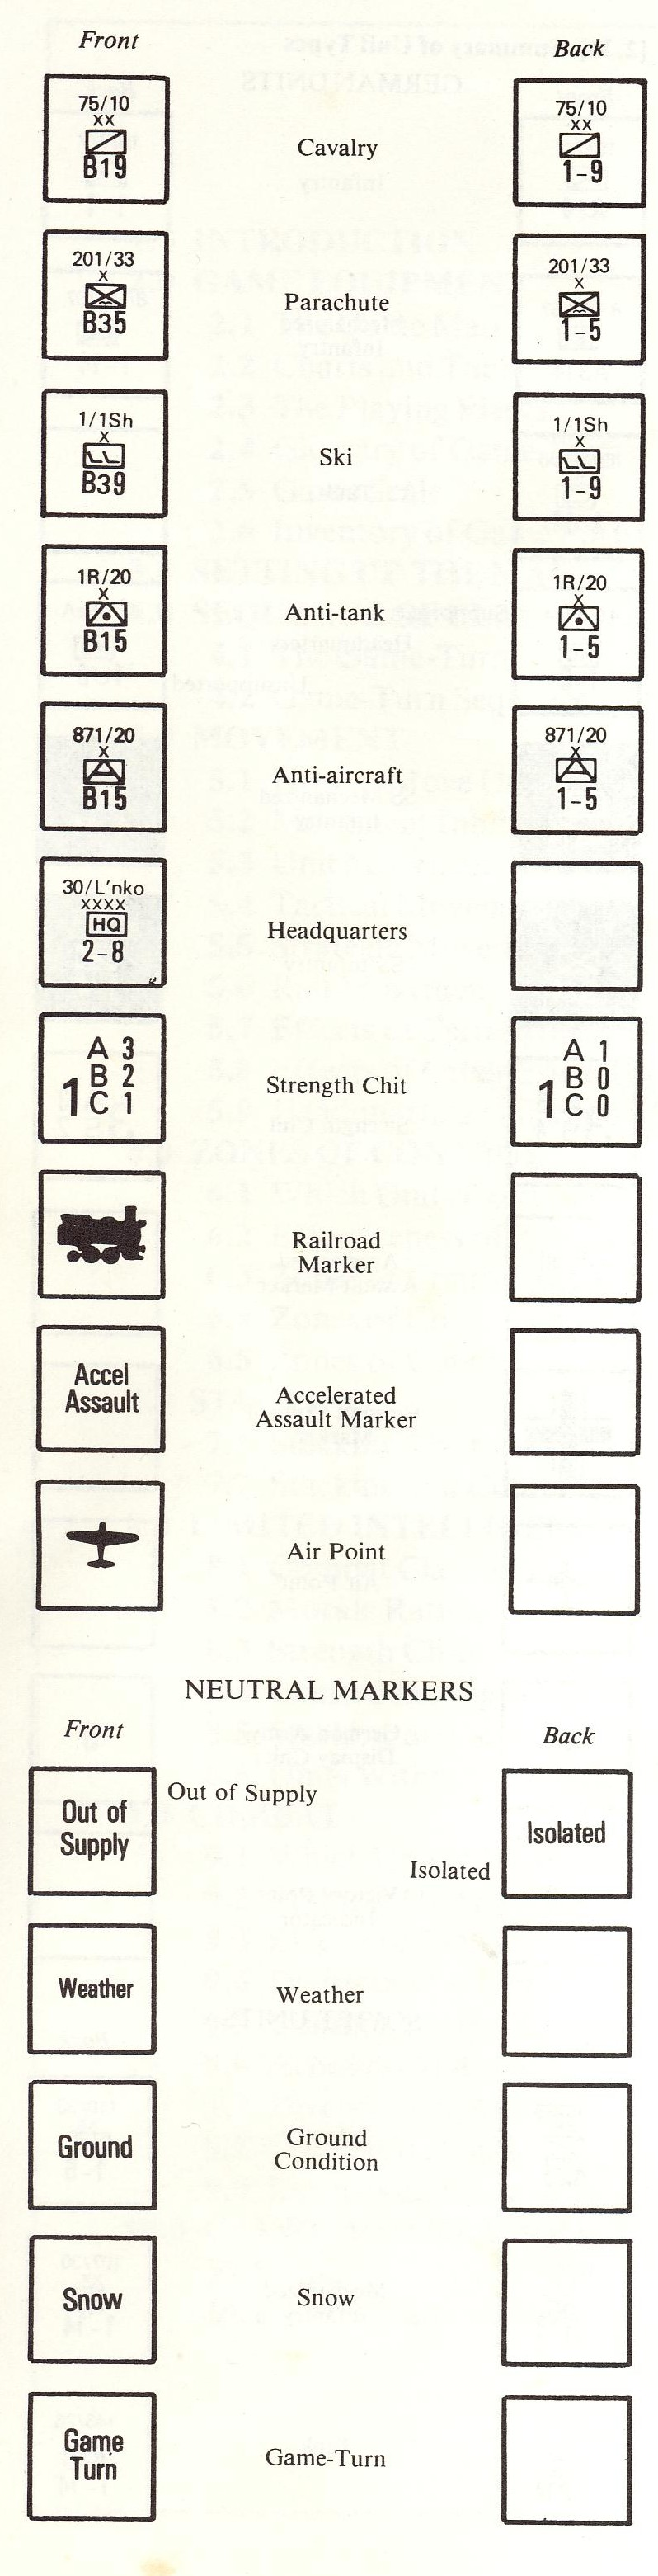 Front
Back
75/10
XX
B19
Cavalry
75/10
XX
1-9
201/33
X
B35
Parachute
201/33
X
1-5
1/1Sh
X
B39
Ski
1/1Sh
X
1-9
1R/20
X
B15
Anti-tank
1R/20
X
1-5
871/20
X
B15
Anti-aircraft
871/20
X
1-5
30/L'nko
XXXX
HQ
2-8
Headquarters
A 3
B 2
1 C 1
Strength Chit
A 1
B 0
1 C 0
Railroad
Marker
Accel
Assault
Accelerated
Assault Marker
Air Point
NEUTRAL MARKERS
Front
Back
Out of
Supply
Out of Supply
Isolated
Isolated
Weather
Weather
Ground
Ground
Condition
Snow
Snow
Game
Turn
Game-Turn